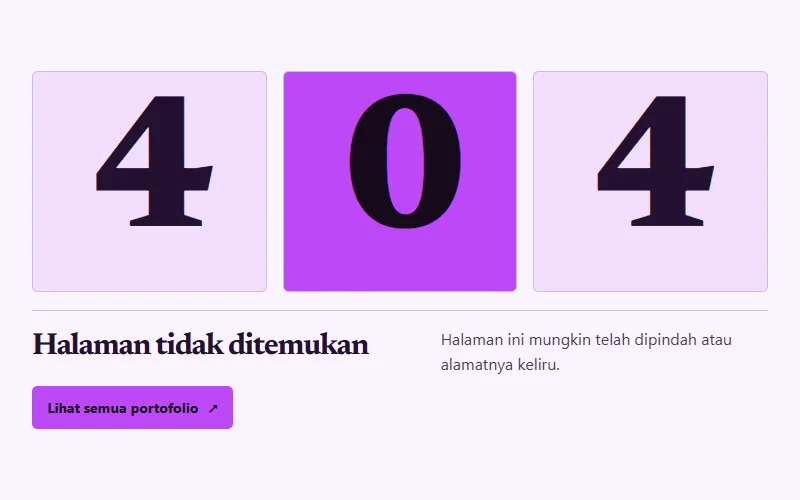 4 0 4
Halaman tidak ditemukan
Halaman ini mungkin telah dipindah atau
alamatnya keliru.
Lihat semua portofolio ↗